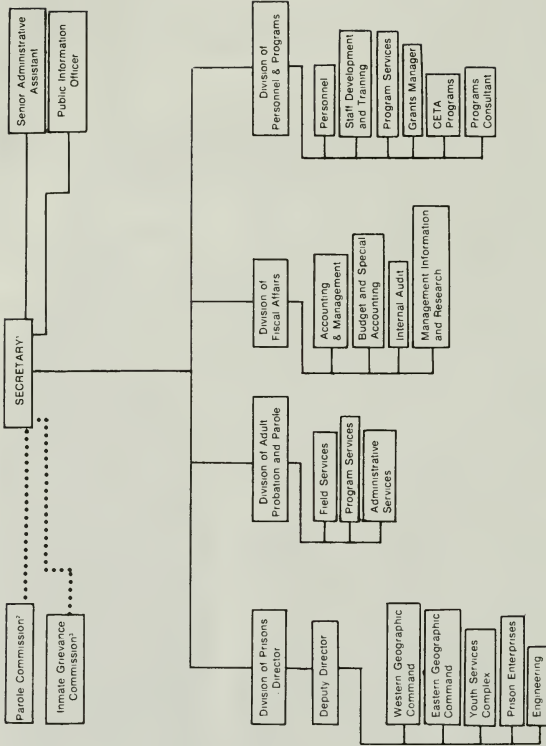 SECRETARY¹
Senior Administrative
Assistant
Public Information
Officer
Parole Commission²
Inmate Grievance
Commission³
Division of Prisons
Director
Deputy Director
Western Geographic
Command
Eastern Geographic
Command
Youth Services
Complex
Prison Enterprises
Engineering
Division of Adult
Probation and Parole
Field Services
Program Services
Administrative
Services
Division of
Fiscal Affairs
Accounting
& Management
Budget and Special
Accounting
Internal Audit
Management Information
and Research
Division of
Personnel & Programs
Personnel
Staff Development
and Training
Program Services
Grants Manager
CETA
Programs
Programs
Consultant